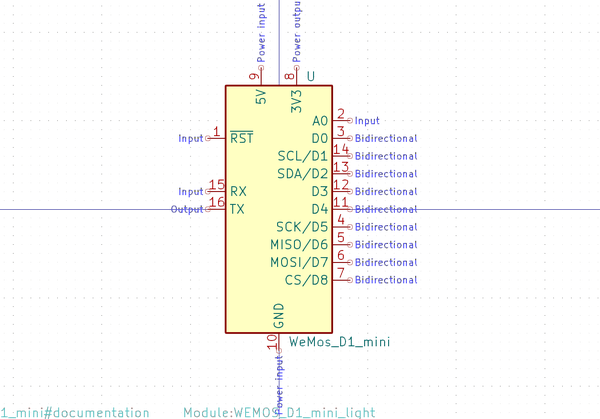 Power input
Power outpu
9
8
U
5V
3V3
A0
2
Input
Input
1
RST
D0
3
Bidirectional
SCL/D1
14
Bidirectional
SDA/D2
13
Bidirectional
Input
15
RX
D3
12
Bidirectional
Output
16
TX
D4
11
Bidirectional
SCK/D5
4
Bidirectional
MISO/D6
5
Bidirectional
MOSI/D7
6
Bidirectional
CS/D8
7
Bidirectional
GND
10
WeMos_D1_mini
Power input
1_mini#documentation
Module:WEMOS_D1_mini_light